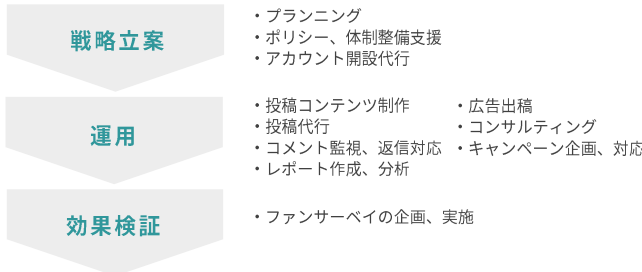 戦略立案
・プランニング
・ポリシー、体制整備支援
・アカウント開設代行
運用
・投稿コンテンツ制作
・投稿代行
・コメント監視、返信対応
・レポート作成、分析
・広告出稿
・コンサルティング
・キャンペーン企画、対応
効果検証
・ファンサーベイの企画、実施